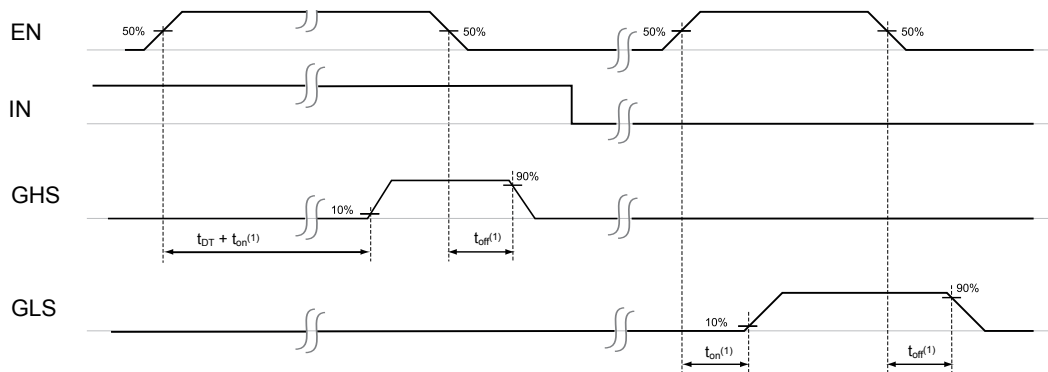 EN
50%
50%
50%
50%
IN
GHS
10%
90%
tDT + ton(1)
toff(1)
GLS
10%
90%
ton(1)
toff(1)